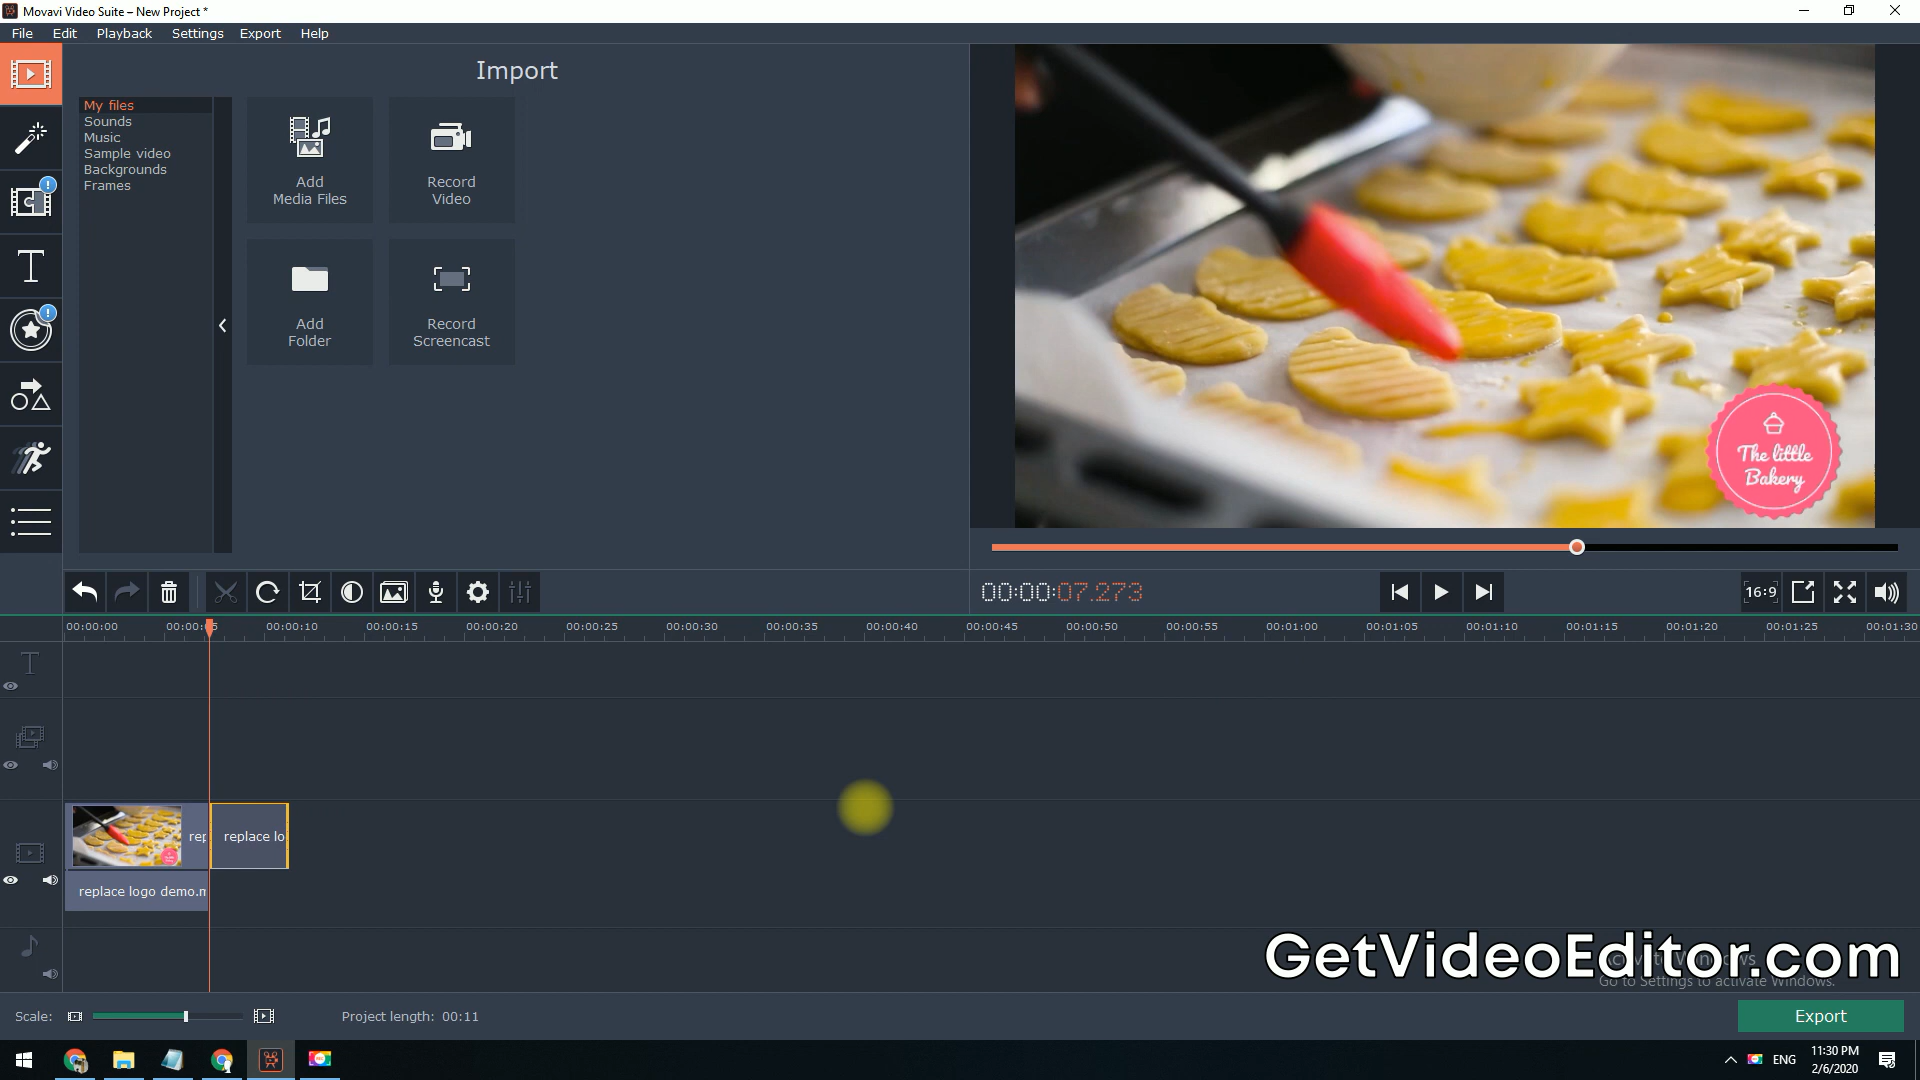 Movavi Video Suite – New Project *
File Edit Playback Settings Export Help
Import
My files
Sounds
Music
Sample video
Backgrounds
Frames
Add
Media Files
Record
Video
Add
Folder
Record
Screencast
The little
Bakery
00:00:07.273
16:9
00:00:00 00:00:05 00:00:10 00:00:15 00:00:20 00:00:25 00:00:30 00:00:35 00:00:40 00:00:45 00:00:50 00:00:55 00:01:00 00:01:05 00:01:10 00:01:15 00:01:20 00:01:25 00:01:30
rep
replace lo
replace logo demo.m
GetVideoEditor.com
Activate Windows
Go to Settings to activate Windows.
Scale:
Project length: 00:11
Export
ENG
11:30 PM
2/6/2020